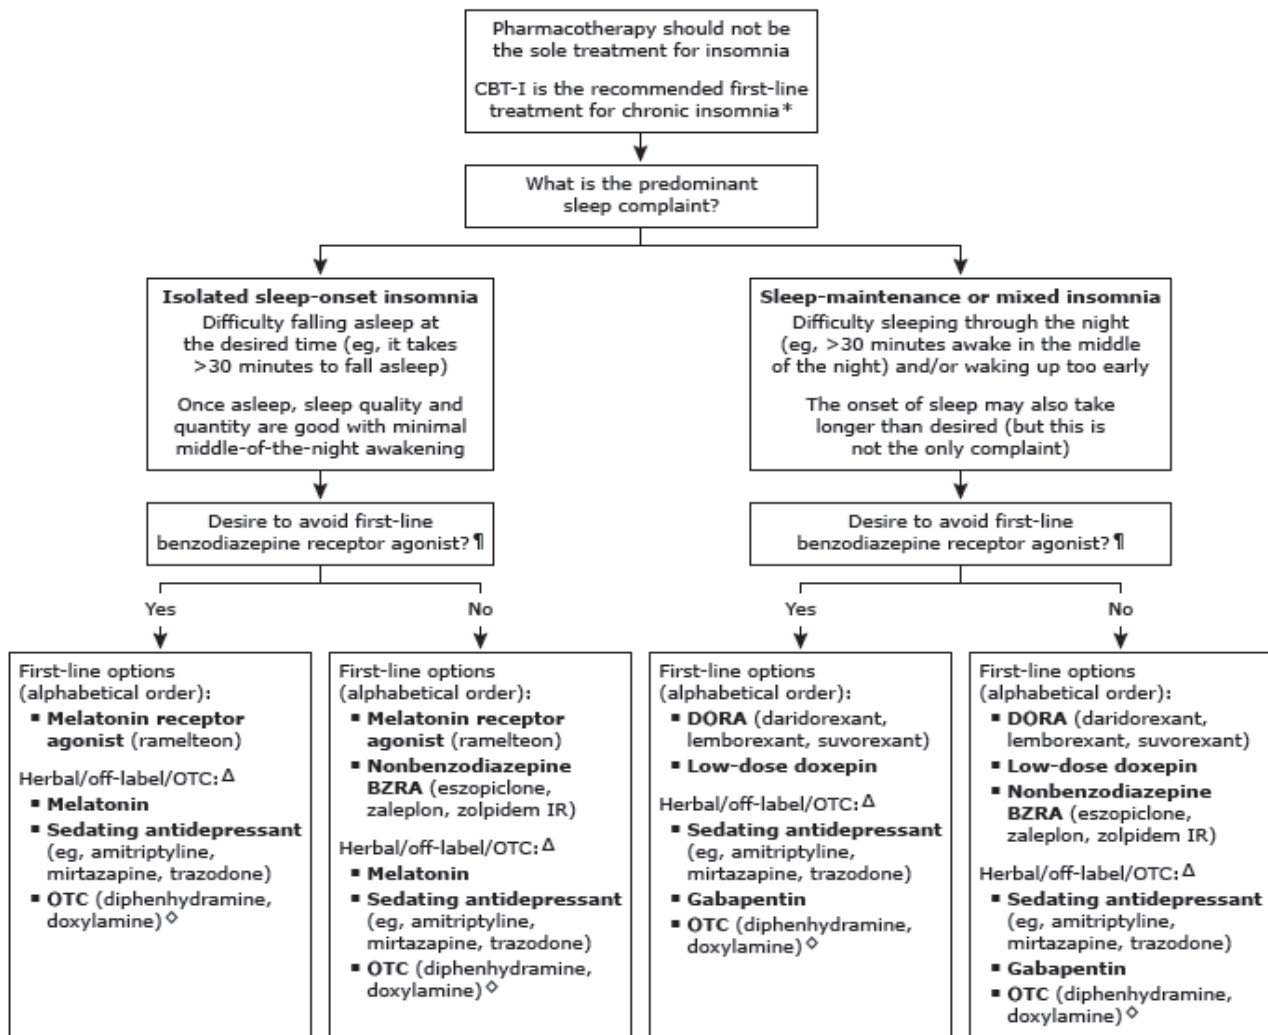 Pharmacotherapy should not be
the sole treatment for insomnia
CBT-I is the recommended first-line
treatment for chronic insomnia*
What is the predominant
sleep complaint?
Isolated sleep-onset insomnia
Difficulty falling asleep at
the desired time (eg, it takes
>30 minutes to fall asleep)
Once asleep, sleep quality and
quantity are good with minimal
middle-of-the-night awakening
Sleep-maintenance or mixed insomnia
Difficulty sleeping through the night
(eg, >30 minutes awake in the middle
of the night) and/or waking up too early
The onset of sleep may also take
longer than desired (but this is
not the only complaint)
Desire to avoid first-line
benzodiazepine receptor agonist?¶
Desire to avoid first-line
benzodiazepine receptor agonist?¶
Yes
No
Yes
No
First-line options
(alphabetical order):
▪ Melatonin receptor
agonist (ramelteon)
Herbal/off-label/OTC:Δ
▪ Melatonin
▪ Sedating antidepressant
(eg, amitriptyline,
mirtazapine, trazodone)
▪ OTC (diphenhydramine,
doxylamine)◇
First-line options
(alphabetical order):
▪ Melatonin receptor
agonist (ramelteon)
▪ Nonbenzodiazepine
BZRA (eszopiclone,
zaleplon, zolpidem IR)
Herbal/off-label/OTC:Δ
▪ Melatonin
▪ Sedating antidepressant
(eg, amitriptyline,
mirtazapine, trazodone)
▪ OTC (diphenhydramine,
doxylamine)◇
First-line options
(alphabetical order):
▪ DORA (daridorexant,
lemborexant, suvorexant)
▪ Low-dose doxepin
Herbal/off-label/OTC:Δ
▪ Sedating antidepressant
(eg, amitriptyline,
mirtazapine, trazodone)
▪ Gabapentin
▪ OTC (diphenhydramine,
doxylamine)◇
First-line options
(alphabetical order):
▪ DORA (daridorexant,
lemborexant, suvorexant)
▪ Low-dose doxepin
▪ Nonbenzodiazepine
BZRA (eszopiclone,
zaleplon, zolpidem IR)
Herbal/off-label/OTC:Δ
▪ Sedating antidepressant
(eg, amitriptyline,
mirtazapine, trazodone)
▪ Gabapentin
▪ OTC (diphenhydramine,
doxylamine)◇